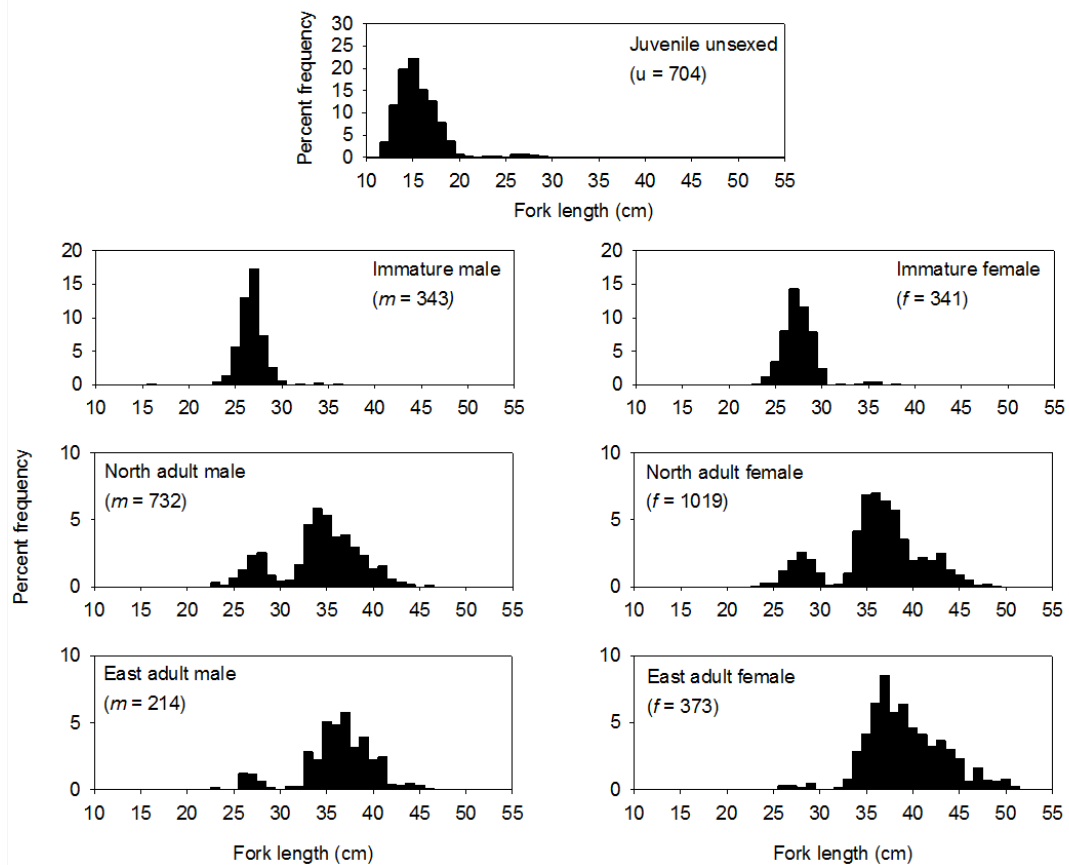 Percent frequency
30
25
20
15
10
5
0
Juvenile unsexed
(u = 704)
10 15 20 25 30 35 40 45 50 55
Fork length (cm)
20
15
10
5
0
Immature male
(m = 343)
10 15 20 25 30 35 40 45 50 55
20
15
10
5
0
Immature female
(f = 341)
10 15 20 25 30 35 40 45 50 55
Percent frequency
10
5
0
North adult male
(m = 732)
10 15 20 25 30 35 40 45 50 55
10
5
0
North adult female
(f = 1019)
10 15 20 25 30 35 40 45 50 55
10
5
0
East adult male
(m = 214)
10 15 20 25 30 35 40 45 50 55
Fork length (cm)
10
5
0
East adult female
(f = 373)
10 15 20 25 30 35 40 45 50 55
Fork length (cm)